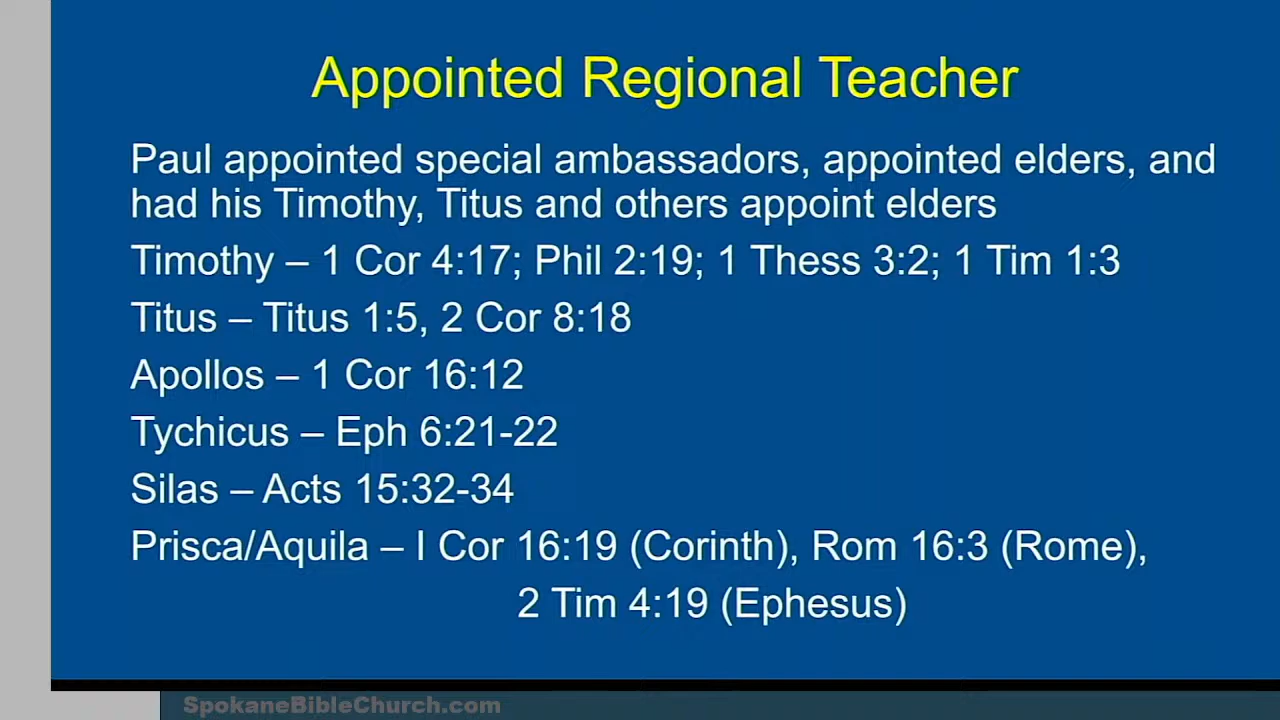 Appointed Regional Teacher
Paul appointed special ambassadors, appointed elders, and
had his Timothy, Titus and others appoint elders
Timothy – 1 Cor 4:17; Phil 2:19; 1 Thess 3:2; 1 Tim 1:3
Titus – Titus 1:5, 2 Cor 8:18
Apollos – 1 Cor 16:12
Tychicus – Eph 6:21-22
Silas – Acts 15:32-34
Prisca/Aquila – I Cor 16:19 (Corinth), Rom 16:3 (Rome),
2 Tim 4:19 (Ephesus)
SpokaneBibleChurch.com